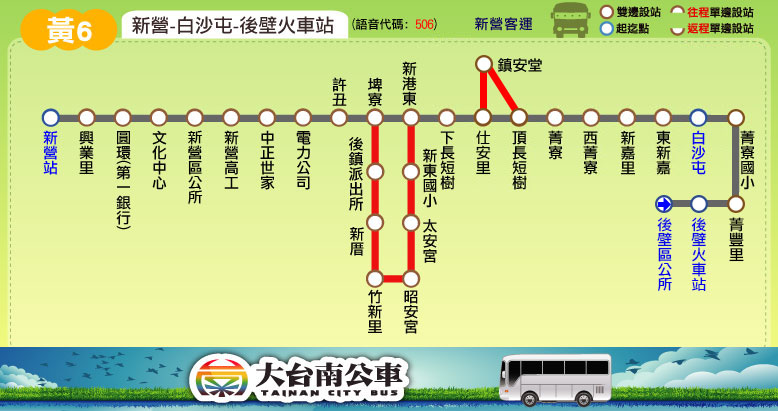 黃6
新營-白沙屯-後壁火車站
(語音代碼: 506)
新營客運
雙邊設站
往程單邊設站
起迄點
返程單邊設站
新營站
興業里
圓環(第一銀行)
文化中心
新營區公所
新營高工
中正世家
電力公司
許丑
埤寮
後鎮派出所
新厝
竹新里
昭安宮
太安宮
新東國小
新港東
下長短樹
仕安里
鎮安堂
頂長短樹
菁寮
西菁寮
新嘉里
東新嘉
白沙屯
菁寮國小
菁豐里
後壁火車站
後壁區公所
大台南公車
TAINAN CITY BUS